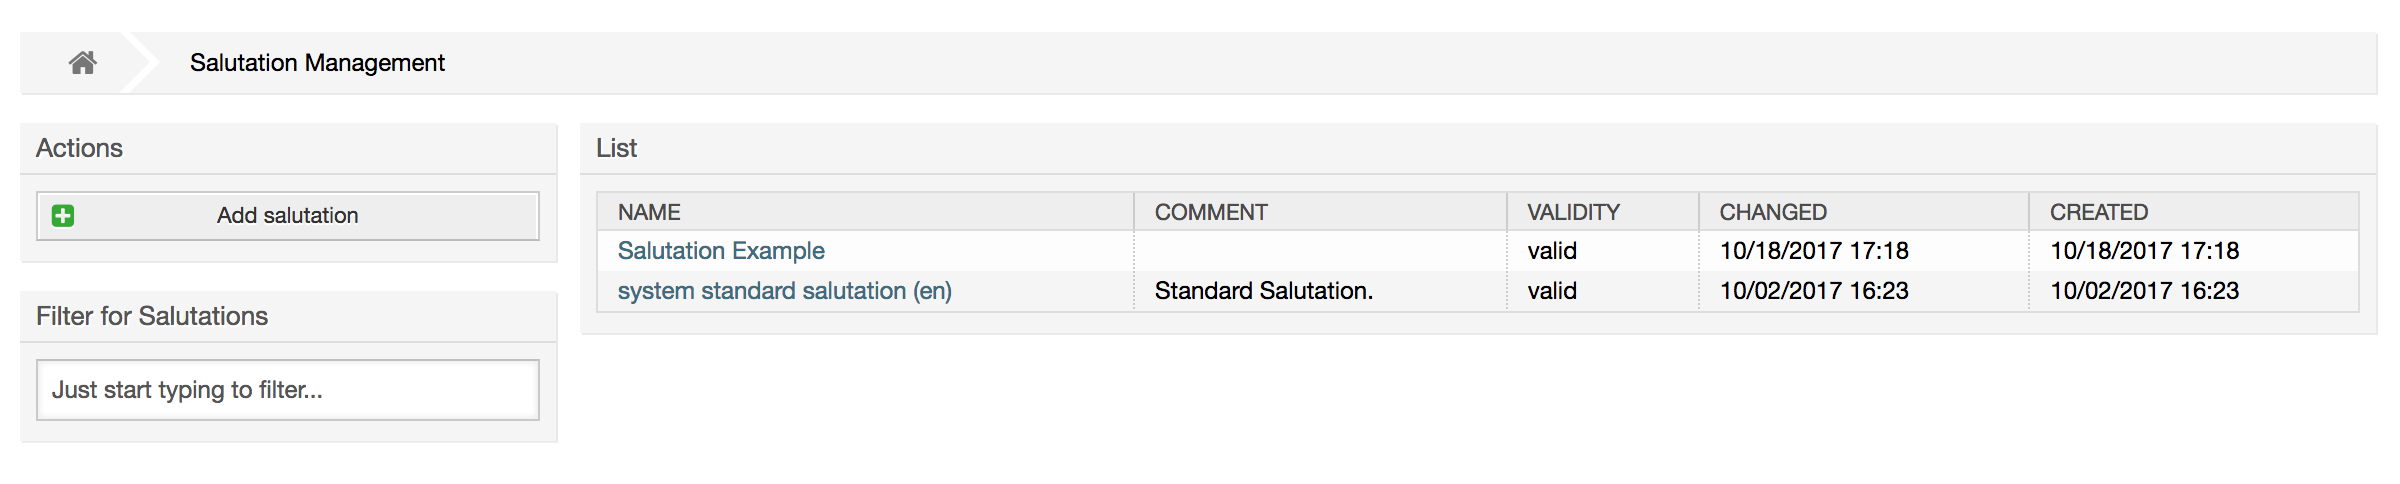 Salutation Management
Actions
Add salutation
Filter for Salutations
Just start typing to filter...
List
NAME COMMENT VALIDITY CHANGED CREATED
Salutation Example valid 10/18/2017 17:18 10/18/2017 17:18
system standard salutation (en) Standard Salutation. valid 10/02/2017 16:23 10/02/2017 16:23